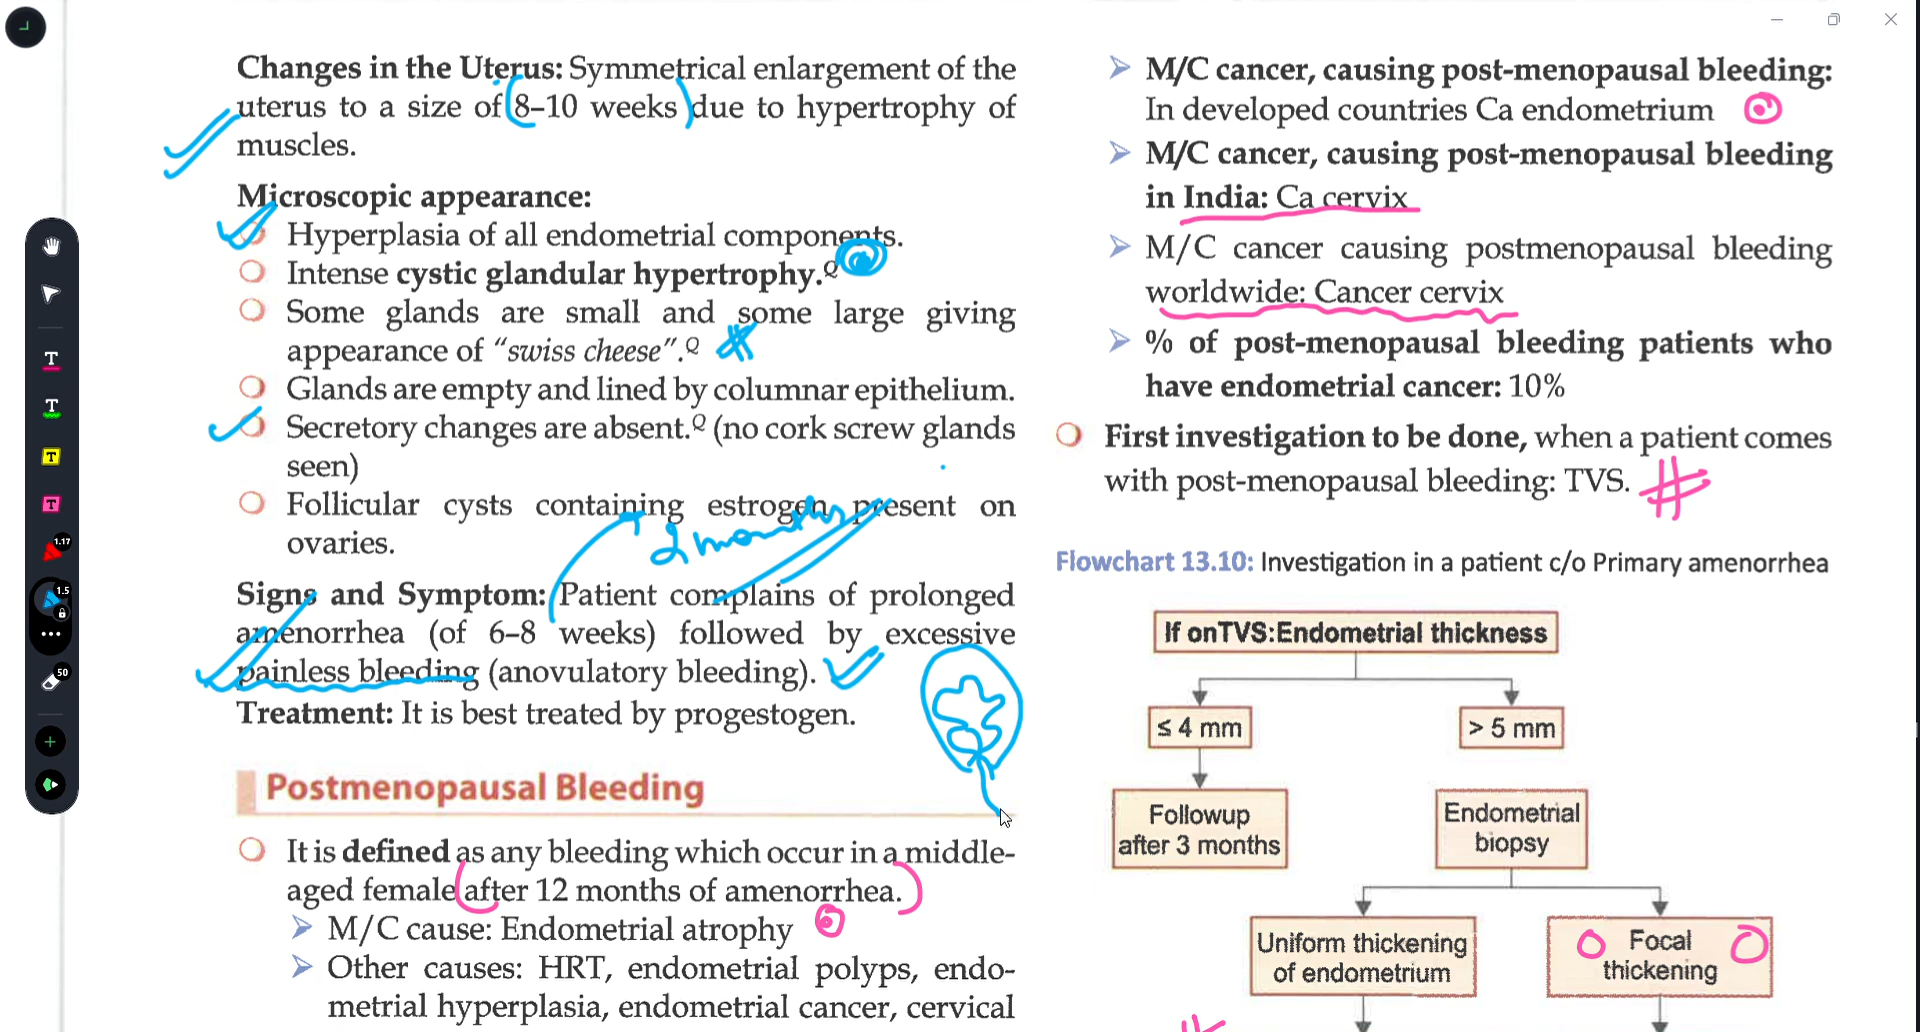 Changes in the Uterus: Symmetrical enlargement of the
uterus to a size of 8–10 weeks due to hypertrophy of
muscles.
Microscopic appearance:
Hyperplasia of all endometrial components.
Intense cystic glandular hypertrophy.Q
Some glands are small and some large giving
appearance of “swiss cheese”.Q
Glands are empty and lined by columnar epithelium.
Secretory changes are absent.Q (no cork screw glands
seen)
Follicular cysts containing estrogen present on
ovaries.
2 months
Signs and Symptom: Patient complains of prolonged
amenorrhea (of 6–8 weeks) followed by excessive
painless bleeding (anovulatory bleeding).
Treatment: It is best treated by progestogen.
Postmenopausal Bleeding
It is defined as any bleeding which occur in a middle-
aged female after 12 months of amenorrhea.
M/C cause: Endometrial atrophy
Other causes: HRT, endometrial polyps, endo-
metrial hyperplasia, endometrial cancer, cervical
M/C cancer, causing post-menopausal bleeding:
In developed countries Ca endometrium
M/C cancer, causing post-menopausal bleeding
in India: Ca cervix
M/C cancer causing postmenopausal bleeding
worldwide: Cancer cervix
% of post-menopausal bleeding patients who
have endometrial cancer: 10%
First investigation to be done, when a patient comes
with post-menopausal bleeding: TVS.
Flowchart 13.10: Investigation in a patient c/o Primary amenorrhea
If onTVS:Endometrial thickness
≤ 4 mm
> 5 mm
Followup
after 3 months
Endometrial
biopsy
Uniform thickening
of endometrium
Focal
thickening
T
T
T
T
1.17
1.5
50